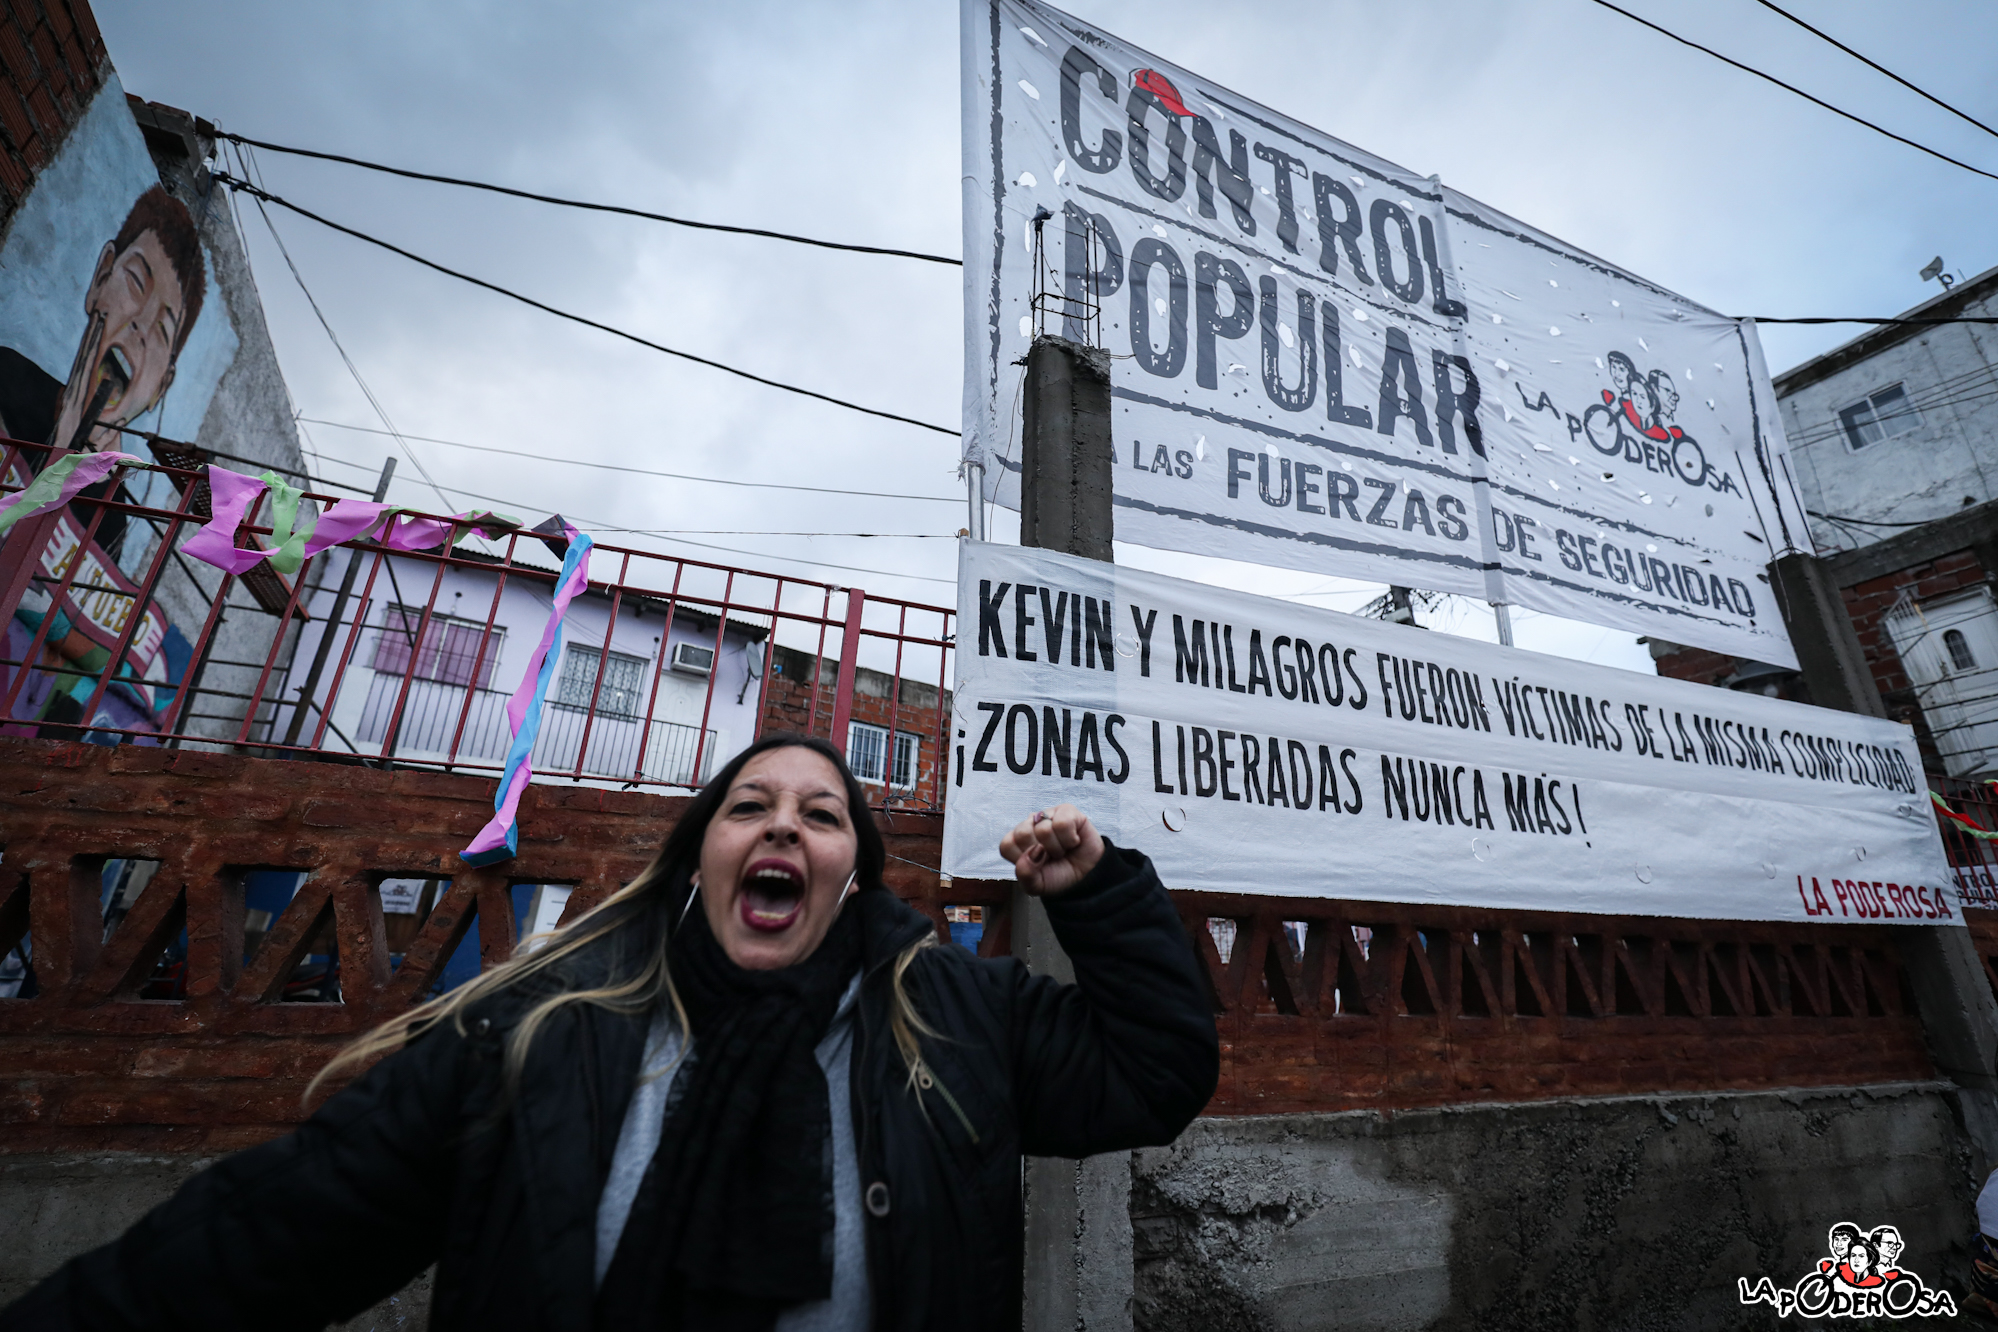 CONTROL
POPULAR
A LAS FUERZAS DE SEGURIDAD
LA PODEROSA
KEVIN Y MILAGROS FUERON VÍCTIMAS DE LA MISMA COMPLICIDAD:
¡ZONAS LIBERADAS NUNCA MÁS!
LA PODEROSA
LA PODEROSA